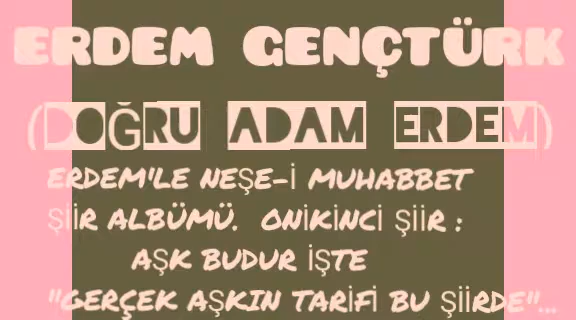 ERDEM GENÇTÜRK
(DOĞRU ADAM ERDEM)
ERDEM'LE NEŞE-İ MUHABBET
ŞİİR ALBÜMÜ. ONİKİNCİ ŞİİR :
AŞK BUDUR İŞTE
"GERÇEK AŞKIN TARİFİ BU ŞİİRDE"...